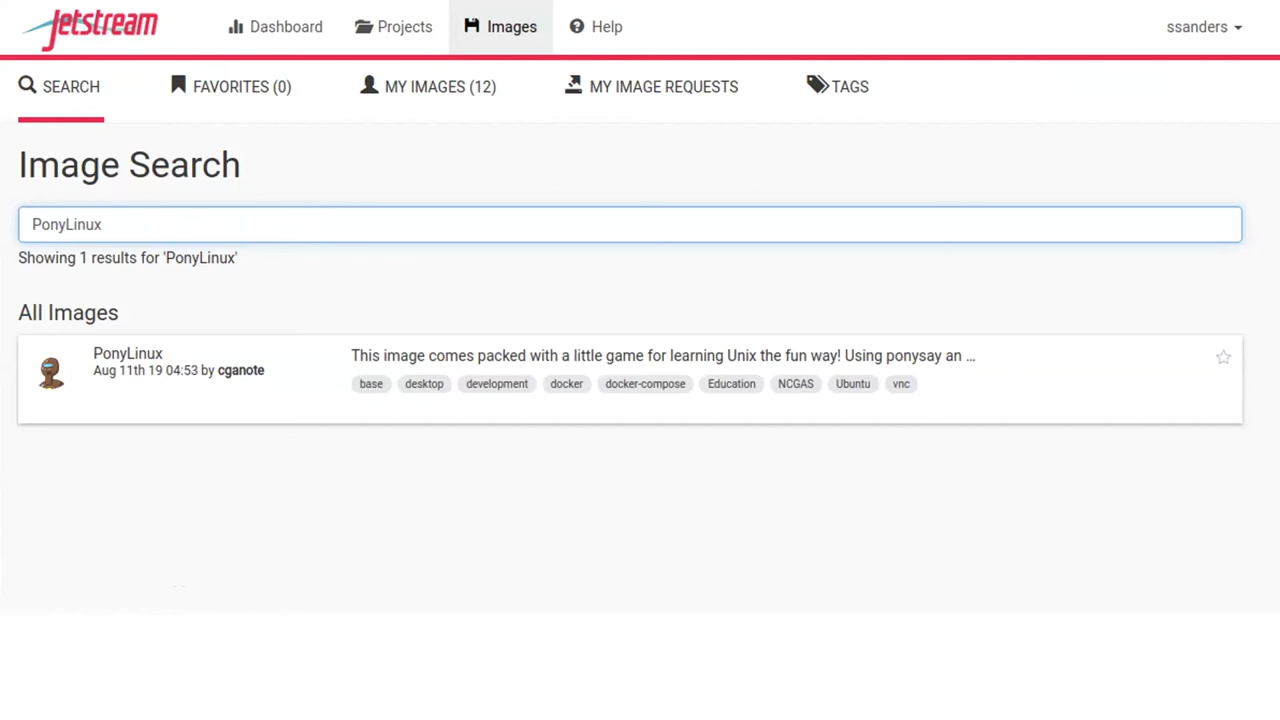 Jetstream Dashboard Projects Images Help ssanders
SEARCH FAVORITES (0) MY IMAGES (12) MY IMAGE REQUESTS TAGS
Image Search
PonyLinux
Showing 1 results for 'PonyLinux'
All Images
PonyLinux
Aug 11th 19 04:53 by cganote
This image comes packed with a little game for learning Unix the fun way! Using ponysay an ...
base desktop development docker docker-compose Education NCGAS Ubuntu vnc